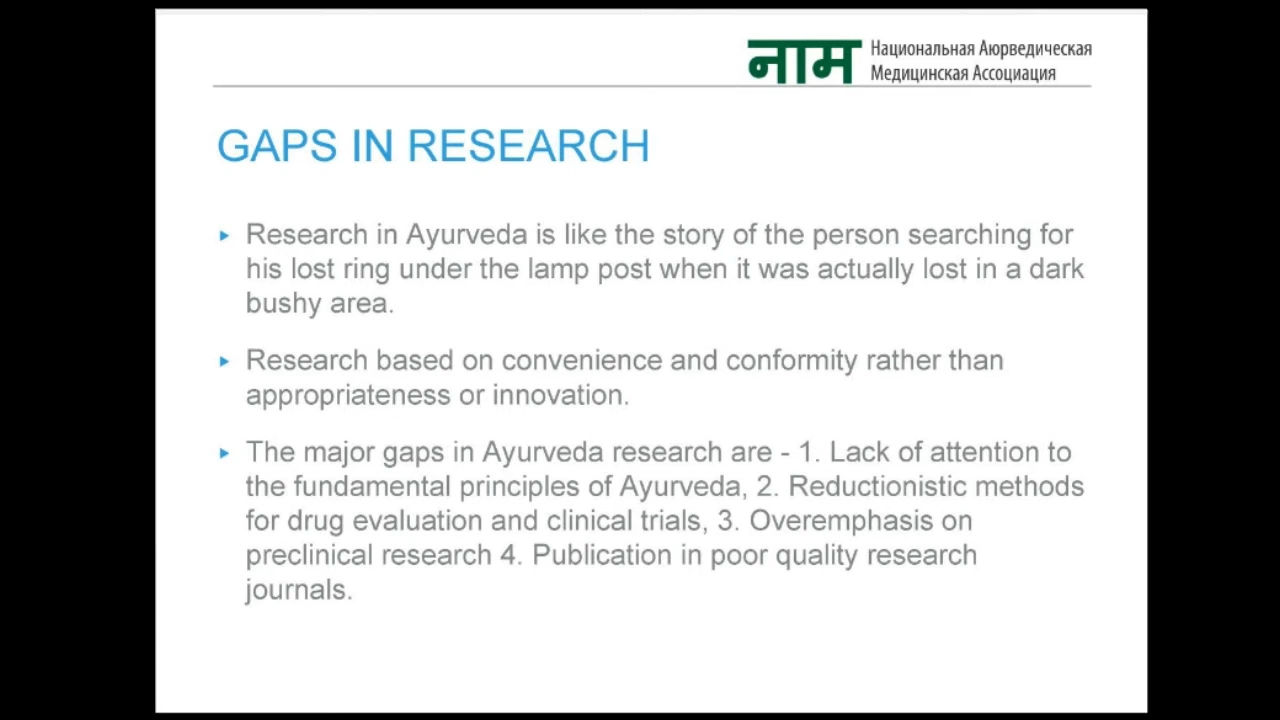 नाम
Национальная Аюрведическая
Медицинская Ассоциация
GAPS IN RESEARCH
Research in Ayurveda is like the story of the person searching for
his lost ring under the lamp post when it was actually lost in a dark
bushy area.
Research based on convenience and conformity rather than
appropriateness or innovation.
The major gaps in Ayurveda research are - 1. Lack of attention to
the fundamental principles of Ayurveda, 2. Reductionistic methods
for drug evaluation and clinical trials, 3. Overemphasis on
preclinical research 4. Publication in poor quality research
journals.